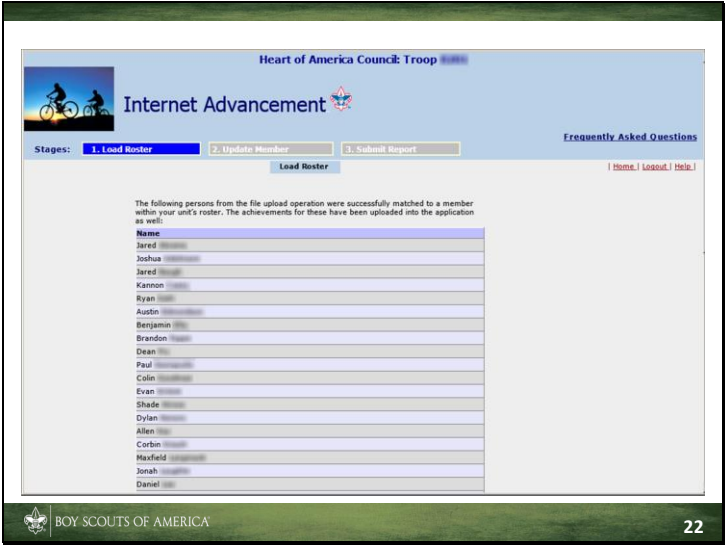 Heart of America Council: Troop
Internet Advancement
Frequently Asked Questions
Stages: 1. Load Roster 2. Update Member 3. Submit Report
Load Roster | Home | Logout | Help |
The following persons from the file upload operation were successfully matched to a member
within your unit's roster. The achievements for these have been uploaded into the application
as well:
Name
Jared
Joshua
Jared
Kannon
Ryan
Austin
Benjamin
Brandon
Dean
Paul
Colin
Evan
Shade
Dylan
Allen
Corbin
Maxfield
Jonah
Daniel
BOY SCOUTS OF AMERICA®
22